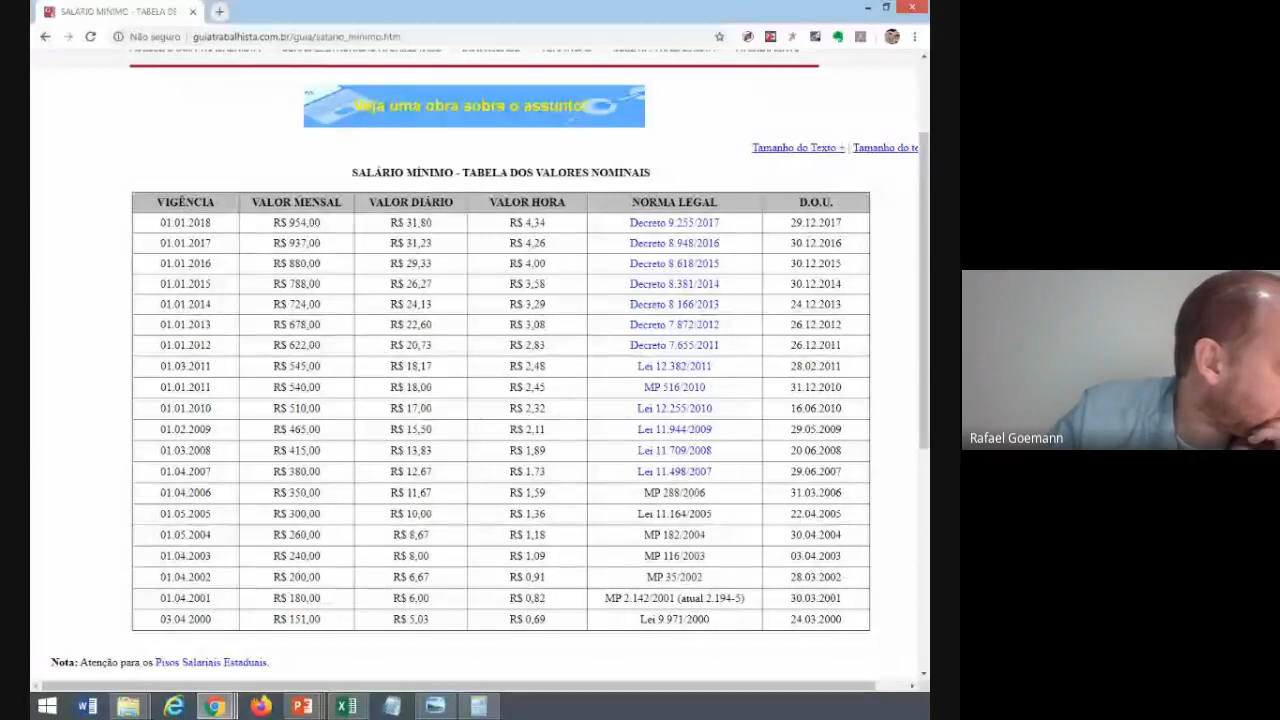 SALÁRIO MÍNIMO - TABELA DE
Não seguro | guiatrabalhista.com.br/guia/salario_minimo.htm
Veja uma obra sobre o assunto!
Tamanho do Texto + | Tamanho do te
SALÁRIO MÍNIMO - TABELA DOS VALORES NOMINAIS
VIGÊNCIA VALOR MENSAL VALOR DIÁRIO VALOR HORA NORMA LEGAL D.O.U.
01.01.2018 R$ 954,00 R$ 31,80 R$ 4,34 Decreto 9.255/2017 29.12.2017
01.01.2017 R$ 937,00 R$ 31,23 R$ 4,26 Decreto 8.948/2016 30.12.2016
01.01.2016 R$ 880,00 R$ 29,33 R$ 4,00 Decreto 8.618/2015 30.12.2015
01.01.2015 R$ 788,00 R$ 26,27 R$ 3,58 Decreto 8.381/2014 30.12.2014
01.01.2014 R$ 724,00 R$ 24,13 R$ 3,29 Decreto 8.166/2013 24.12.2013
01.01.2013 R$ 678,00 R$ 22,60 R$ 3,08 Decreto 7.872/2012 26.12.2012
01.01.2012 R$ 622,00 R$ 20,73 R$ 2,83 Decreto 7.655/2011 26.12.2011
01.03.2011 R$ 545,00 R$ 18,17 R$ 2,48 Lei 12.382/2011 28.02.2011
01.01.2011 R$ 540,00 R$ 18,00 R$ 2,45 MP 516/2010 31.12.2010
01.01.2010 R$ 510,00 R$ 17,00 R$ 2,32 Lei 12.255/2010 16.06.2010
01.02.2009 R$ 465,00 R$ 15,50 R$ 2,11 Lei 11.944/2009 29.05.2009
01.03.2008 R$ 415,00 R$ 13,83 R$ 1,89 Lei 11.709/2008 20.06.2008
01.04.2007 R$ 380,00 R$ 12,67 R$ 1,73 Lei 11.498/2007 29.06.2007
01.04.2006 R$ 350,00 R$ 11,67 R$ 1,59 MP 288/2006 31.03.2006
01.05.2005 R$ 300,00 R$ 10,00 R$ 1,36 Lei 11.164/2005 22.04.2005
01.05.2004 R$ 260,00 R$ 8,67 R$ 1,18 MP 182/2004 30.04.2004
01.04.2003 R$ 240,00 R$ 8,00 R$ 1,09 MP 116/2003 03.04.2003
01.04.2002 R$ 200,00 R$ 6,67 R$ 0,91 MP 35/2002 28.03.2002
01.04.2001 R$ 180,00 R$ 6,00 R$ 0,82 MP 2.142/2001 (atual 2.194-5) 30.03.2001
03.04.2000 R$ 151,00 R$ 5,03 R$ 0,69 Lei 9.971/2000 24.03.2000
Nota: Atenção para os Pisos Salariais Estaduais.
Rafael Goemann